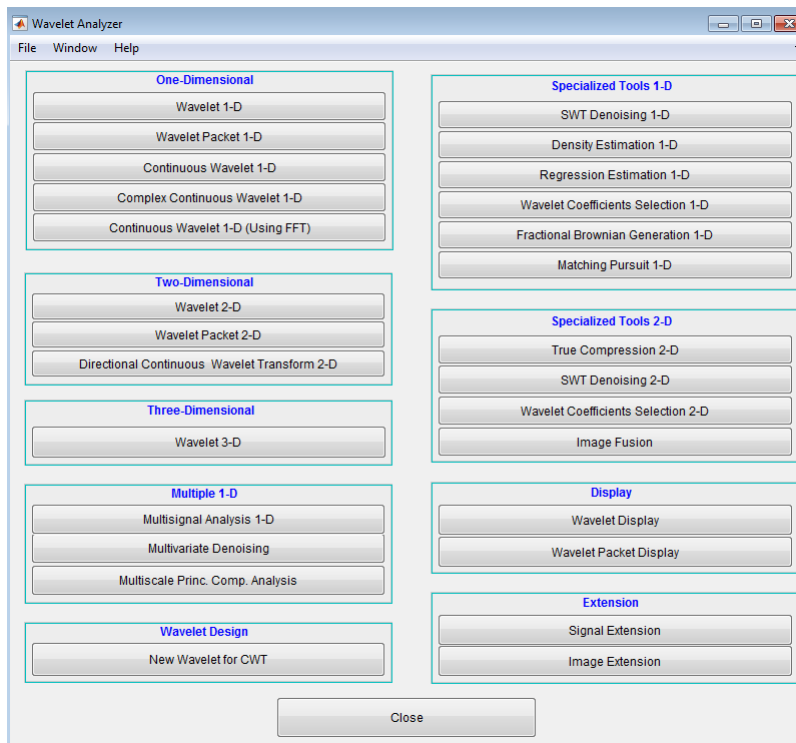 Wavelet Analyzer
File Window Help
One-Dimensional
Wavelet 1-D
Wavelet Packet 1-D
Continuous Wavelet 1-D
Complex Continuous Wavelet 1-D
Continuous Wavelet 1-D (Using FFT)
Two-Dimensional
Wavelet 2-D
Wavelet Packet 2-D
Directional Continuous  Wavelet Transform 2-D
Three-Dimensional
Wavelet 3-D
Multiple 1-D
Multisignal Analysis 1-D
Multivariate Denoising
Multiscale Princ. Comp. Analysis
Wavelet Design
New Wavelet for CWT
Specialized Tools 1-D
SWT Denoising 1-D
Density Estimation 1-D
Regression Estimation 1-D
Wavelet Coefficients Selection 1-D
Fractional Brownian Generation 1-D
Matching Pursuit 1-D
Specialized Tools 2-D
True Compression 2-D
SWT Denoising 2-D
Wavelet Coefficients Selection 2-D
Image Fusion
Display
Wavelet Display
Wavelet Packet Display
Extension
Signal Extension
Image Extension
Close